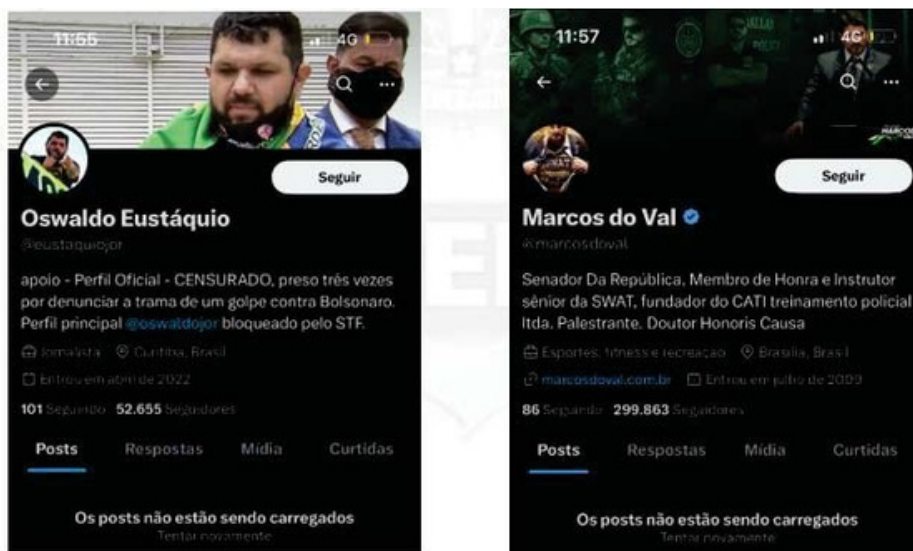 11:55
4G
Seguir
Oswaldo Eustáquio
@eustaquiojor
apoio - Perfil Oficial - CENSURADO, preso três vezes
por denunciar a trama de um golpe contra Bolsonaro.
Perfil principal @oswaldojor bloqueado pelo STF.
Jornalista Curitiba, Brasil
Entrou em abril de 2022
101 Seguindo 52.655 Seguidores
Posts Respostas Mídia Curtidas
Os posts não estão sendo carregados
Tentar novamente
11:57
4G
SWAT
Seguir
Marcos do Val
@marcosdoval
Senador Da República, Membro de Honra e Instrutor
sênior da SWAT, fundador do CATI treinamento policial
ltda. Palestrante. Doutor Honoris Causa
Esportes, fitness e recreação Brasília, Brasil
marcosdoval.com.br Entrou em julho de 2009
86 Seguindo 299.863 Seguidores
Posts Respostas Mídia Curtidas
Os posts não estão sendo carregados
Tentar novamente